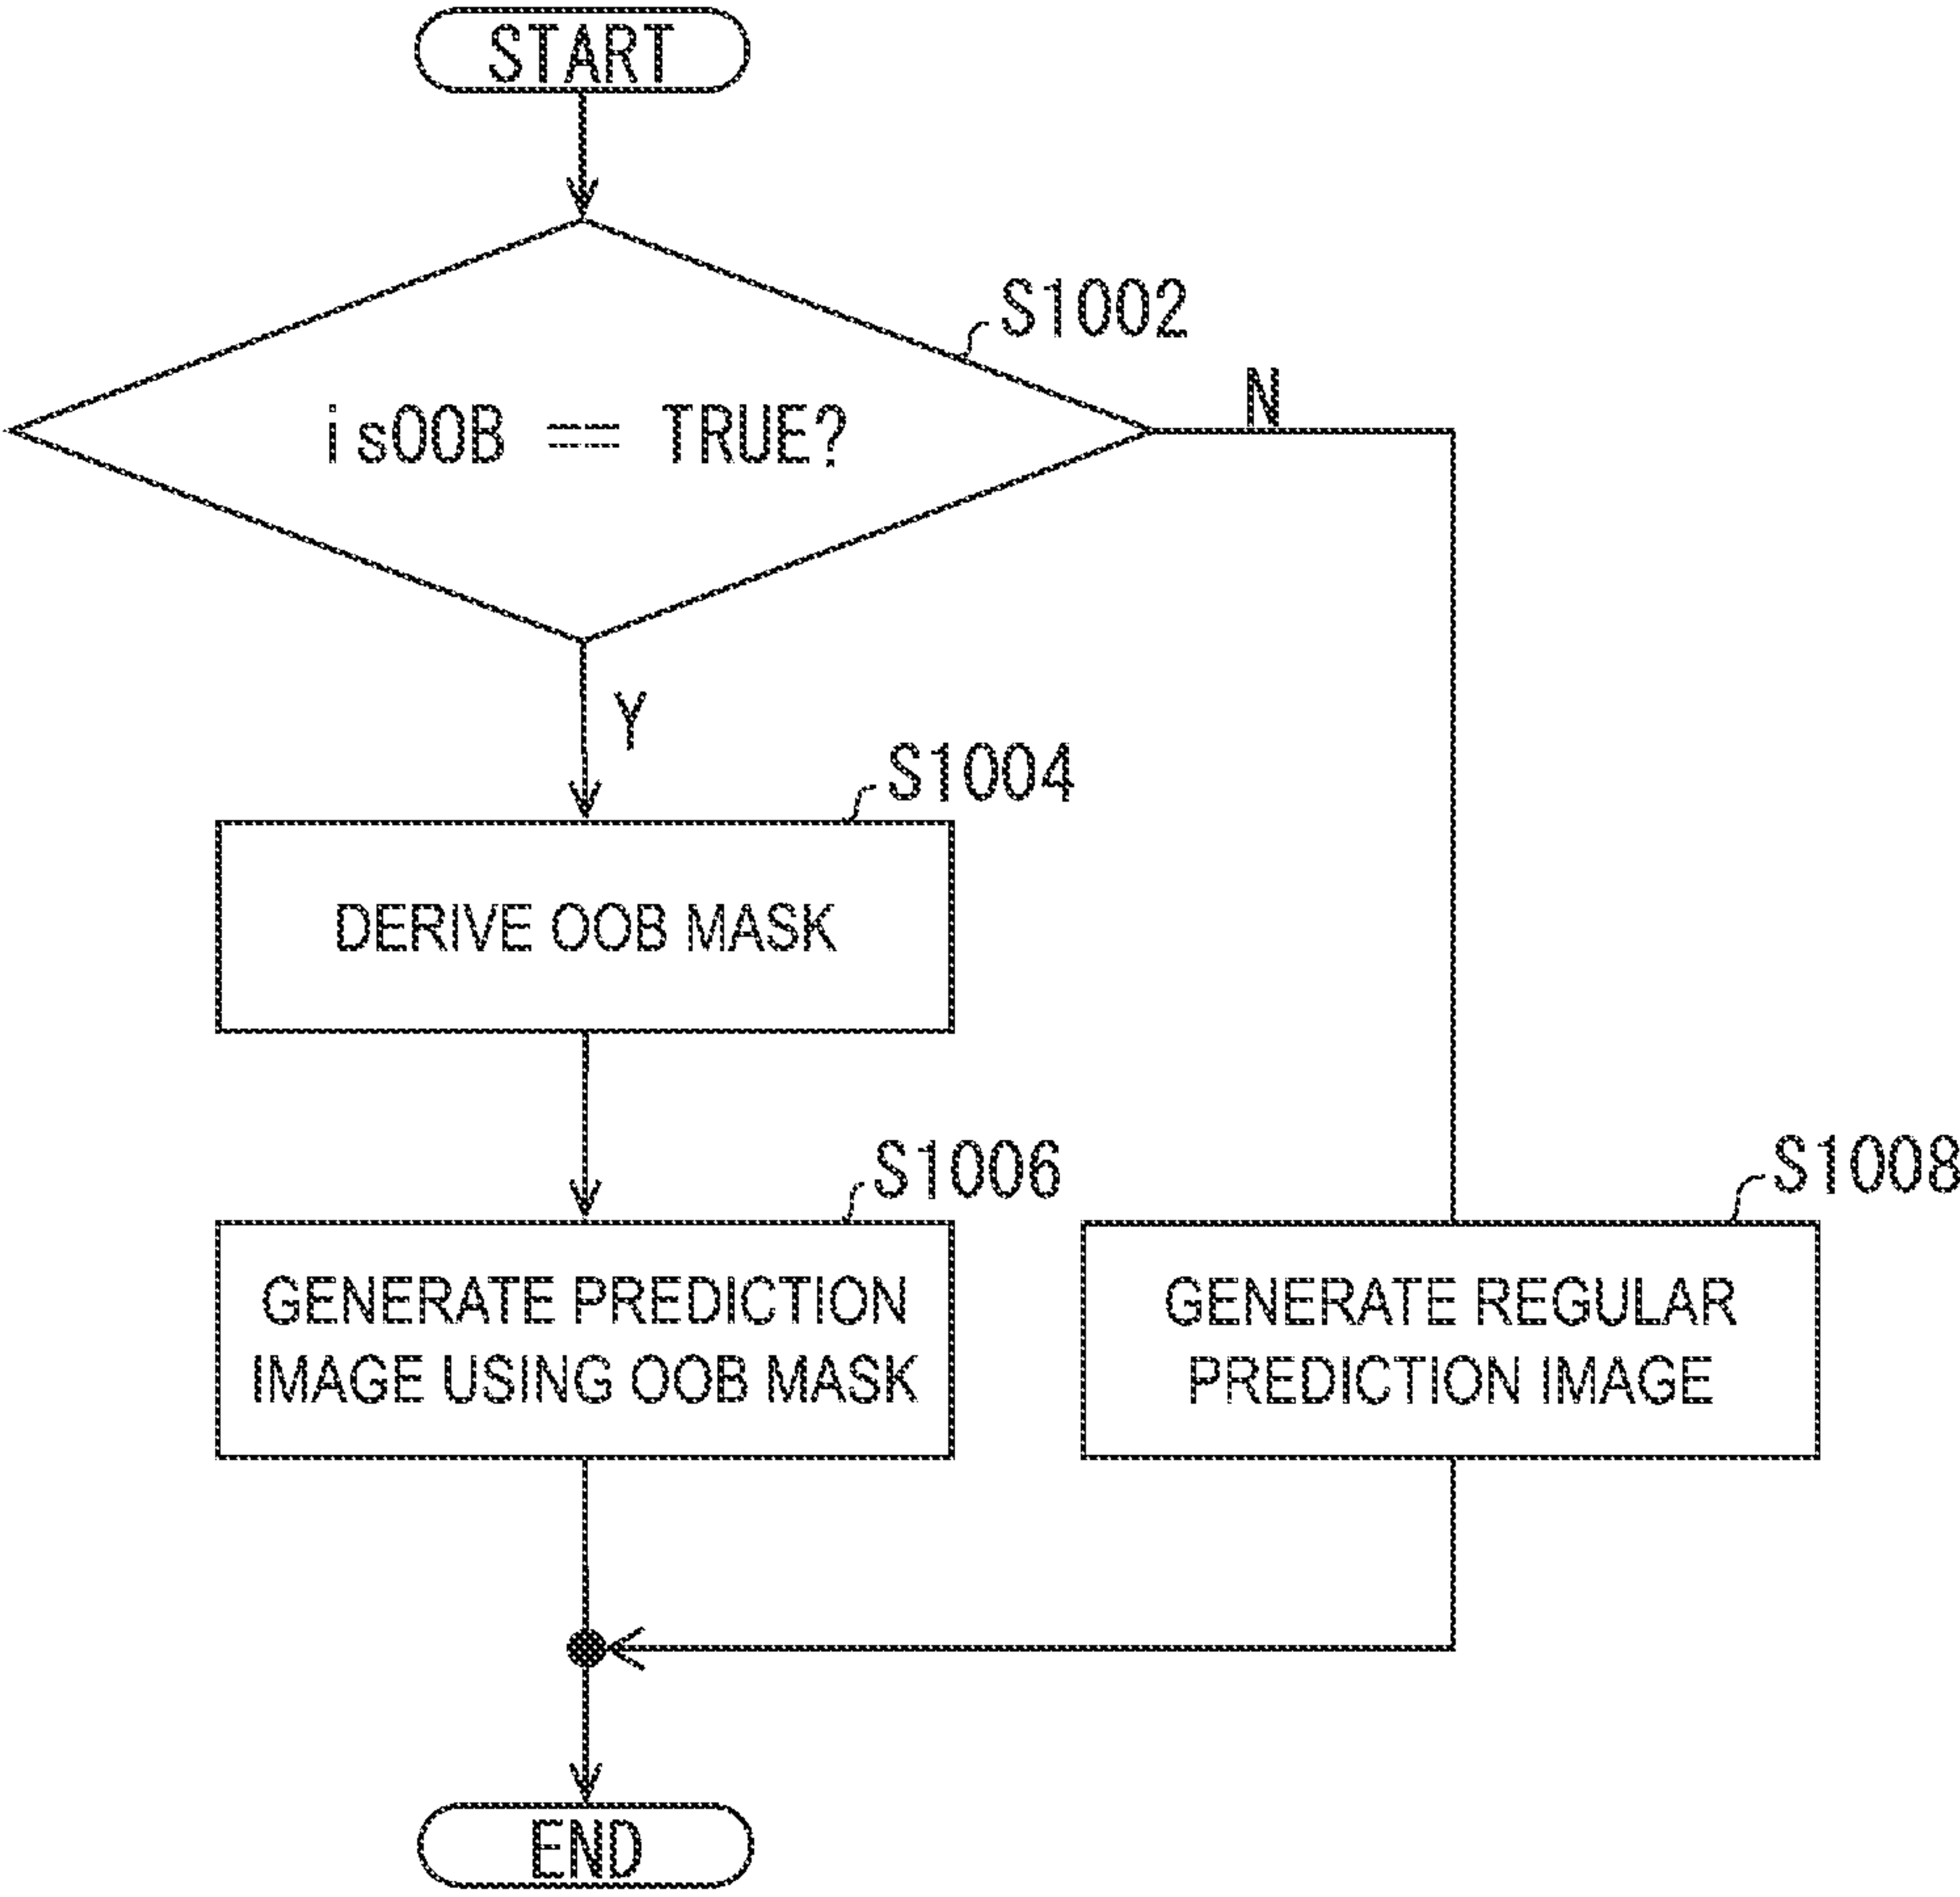 START
S1002
isOOB == TRUE?
N
Y
S1004
DERIVE OOB MASK
S1006
GENERATE PREDICTION
IMAGE USING OOB MASK
S1008
GENERATE REGULAR
PREDICTION IMAGE
END